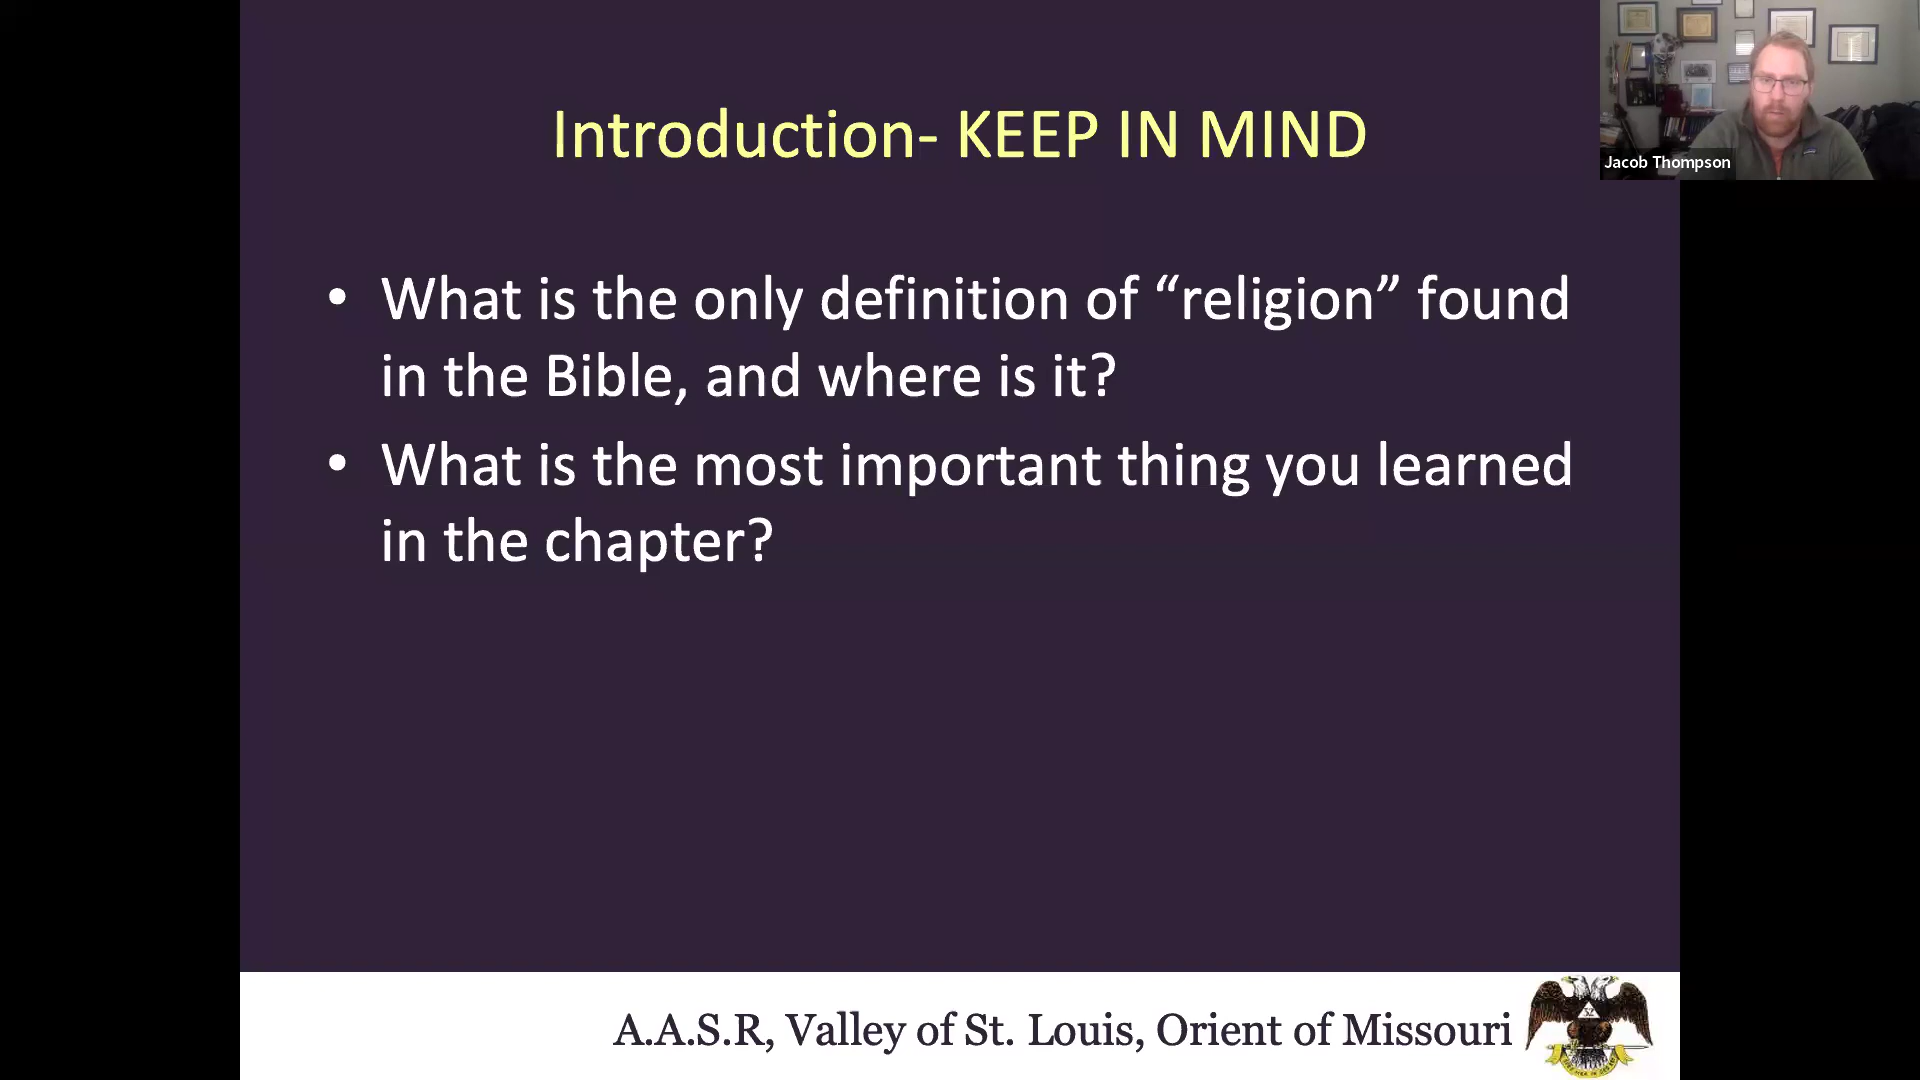 Introduction- KEEP IN MIND
Jacob Thompson
• What is the only definition of “religion” found
in the Bible, and where is it?
• What is the most important thing you learned
in the chapter?
A.A.S.R, Valley of St. Louis, Orient of Missouri